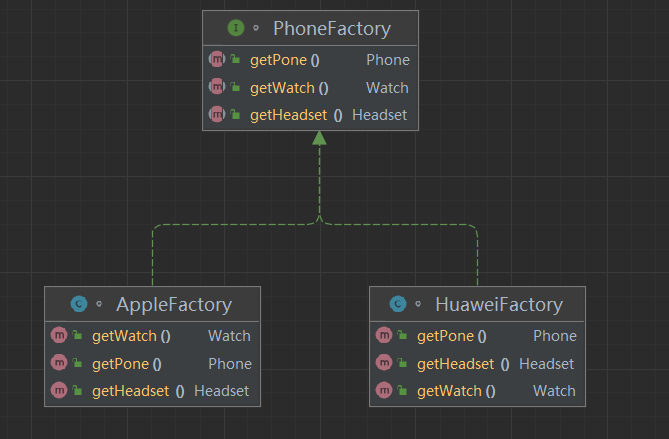 I PhoneFactory
m getPone () Phone
m getWatch () Watch
m getHeadset () Headset
C AppleFactory
m getWatch () Watch
m getPone () Phone
m getHeadset () Headset
C HuaweiFactory
m getPone () Phone
m getHeadset () Headset
m getWatch () Watch